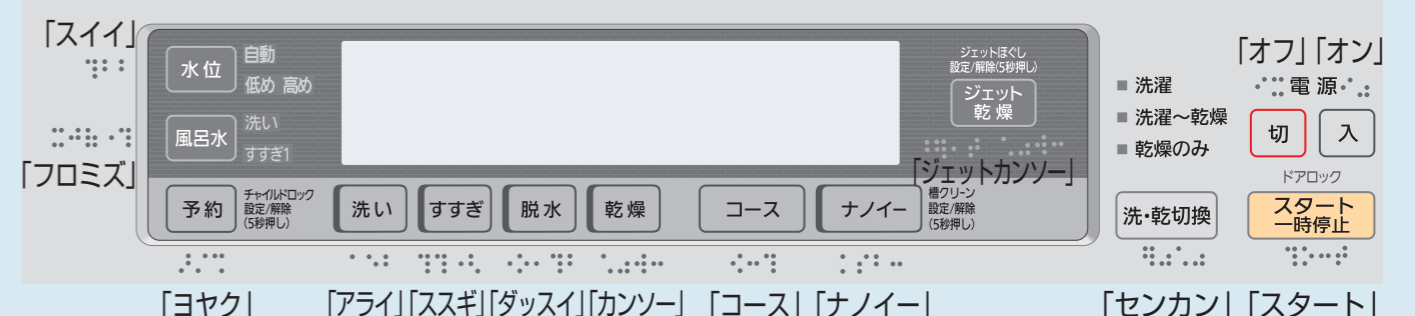 「スイイ」
水位
自動
低め 高め
風呂水
洗い
すすぎ1
「フロミズ」
ジェットほぐし
設定/解除(5秒押し)
ジェット
乾燥
「ジェットカンソー」
予約
チャイルドロック
設定/解除
(5秒押し)
洗い
すすぎ
脱水
乾燥
コース
ナノイー
槽クリーン
設定/解除
(5秒押し)
■ 洗濯
■ 洗濯～乾燥
■ 乾燥のみ
洗・乾切換
「オフ」「オン」
電源
切
入
ドアロック
スタート
一時停止
「ヨヤク」
「アライ」「ススギ」「ダッスイ」「カンソー」
「コース」「ナノイー」
「センカン」「スタート」